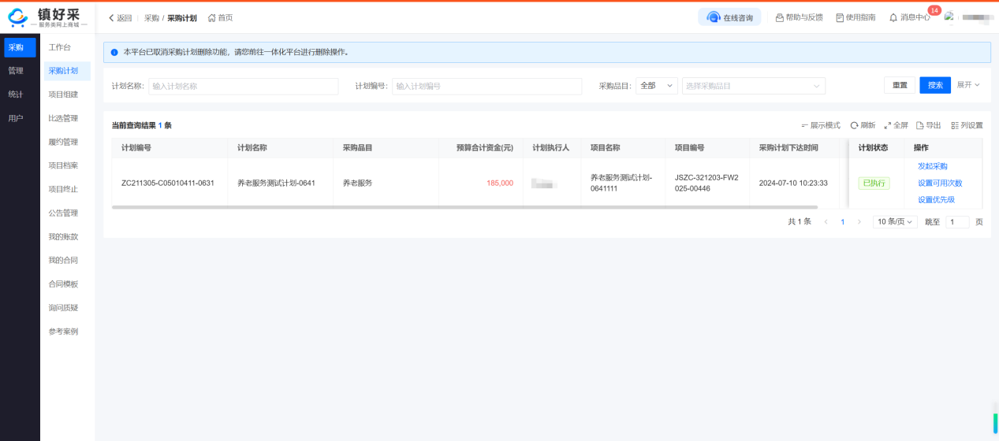 镇好采
服务类网上商城
返回 采购 / 采购计划 首页
在线咨询 帮助与反馈 使用指南 消息中心 14
采购
管理
统计
用户
工作台
采购计划
项目组建
比选管理
履约管理
项目档案
项目终止
公告管理
我的账款
我的合同
合同模板
询问质疑
参考案例
本平台已取消采购计划删除功能，请您前往一体化平台进行删除操作。
计划名称: 输入计划名称 计划编号: 输入计划编号 采购品目: 全部 选择采购品目 重置 搜索 展开
当前查询结果 1 条 展示模式 刷新 全屏 导出 列设置
计划编号 计划名称 采购品目 预算合计资金(元) 计划执行人 项目名称 项目编号 采购计划下达时间 计划状态 操作
ZC211305-C05010411-0631 养老服务测试计划-0641 养老服务 185,000 养老服务测试计划-0641111 JSZC-321203-FW2025-00446 2024-07-10 10:23:33 已执行
发起采购
设置可用次数
设置优先级
共 1 条 1 10 条/页 跳至 1 页